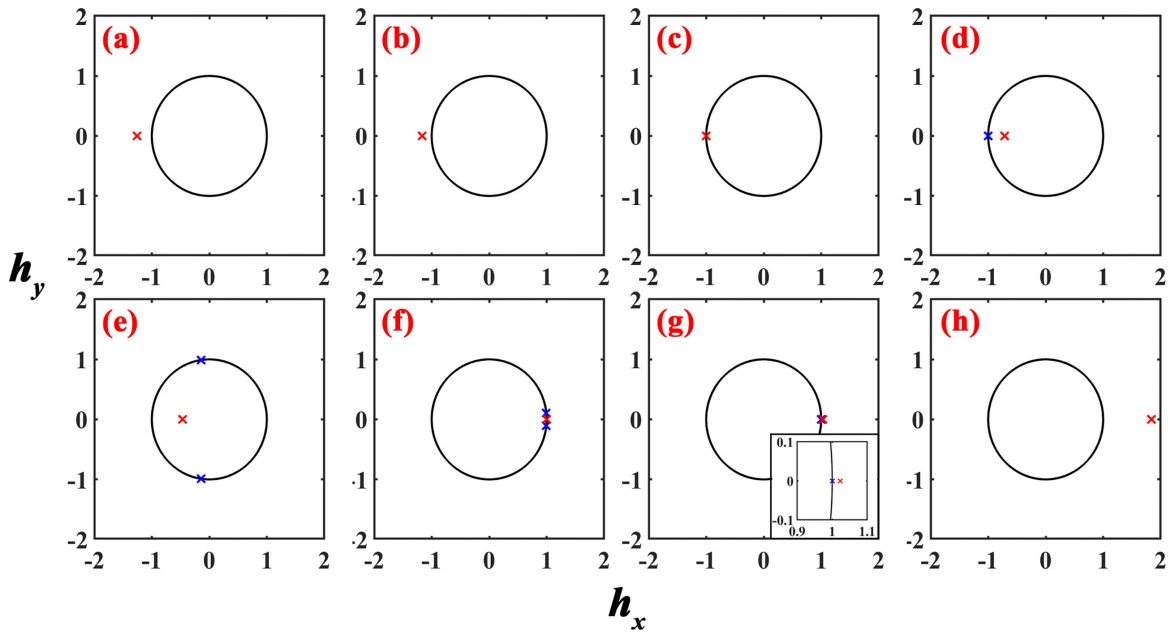 (a) (b) (c) (d)
2 2 2 2
1 1 1 1
0 0 0 0
-1 -1 -1 -1
-2 .2 -2 -2
-2 -1 0 1 2 -2 -1 0 1 2 -2 -1 0 1 2 -2 -1 0 1 2
h_y
(e) (f) (g) (h)
2 2 2 2
1 1 1 1
0 0 0 0
0.1
0
-0.1
0.9 1 1.1
-1 .1 -1 -1
-2 .2 -2 -2
-2 -1 0 1 2 -2 -1 0 1 2 -2 -1 0 1 2 -2 -1 0 1 2
h_x